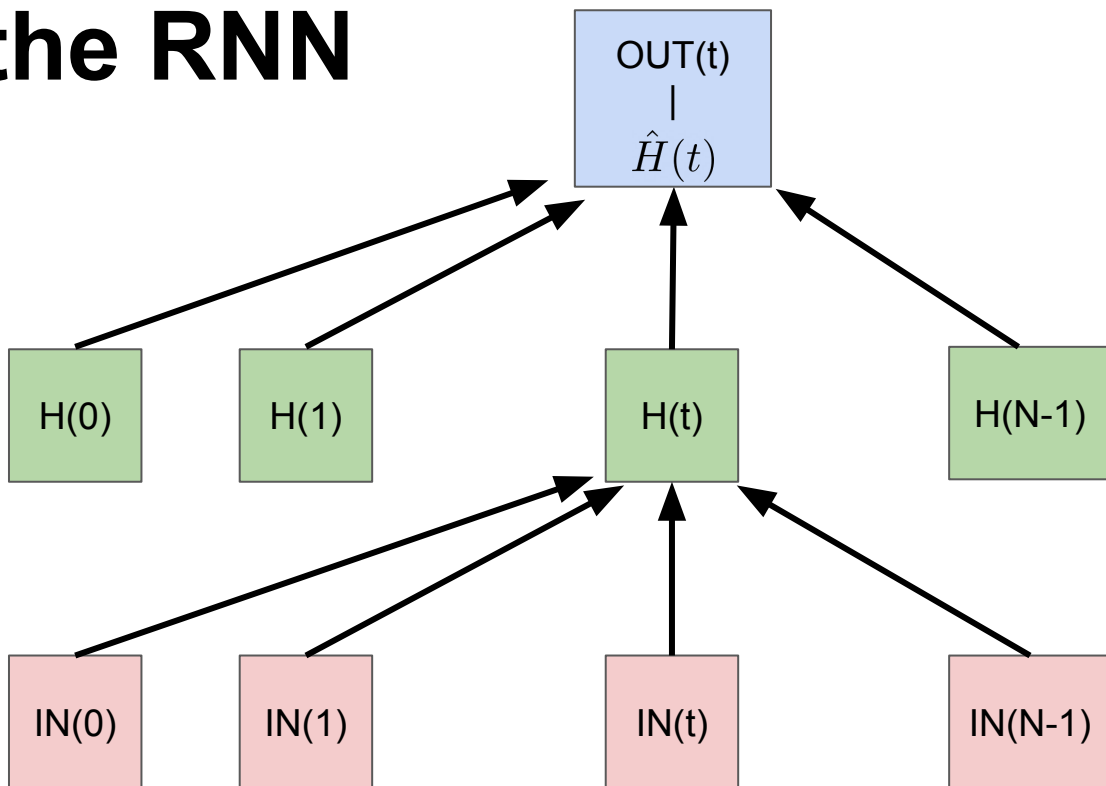 the RNN
OUT(t)
|
Ĥ(t)
H(0)
H(1)
H(t)
H(N-1)
IN(0)
IN(1)
IN(t)
IN(N-1)